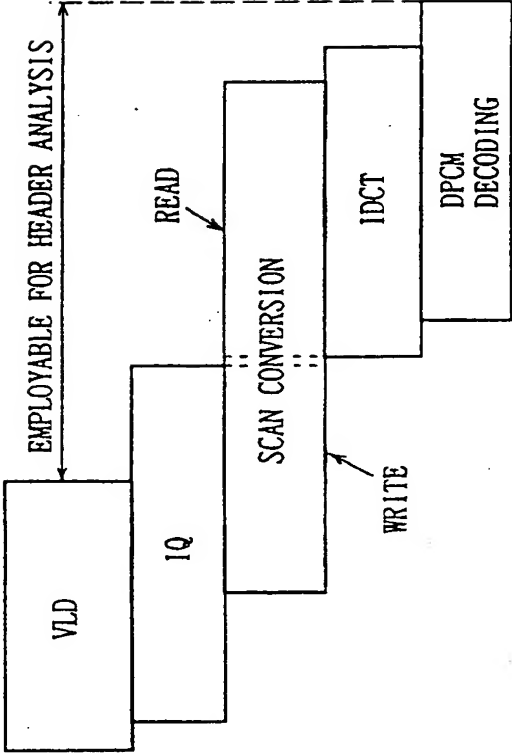 EMPLOYABLE FOR HEADER ANALYSIS
VLD
IQ
READ
SCAN CONVERSION
WRITE
IDCT
DPCM
DECODING